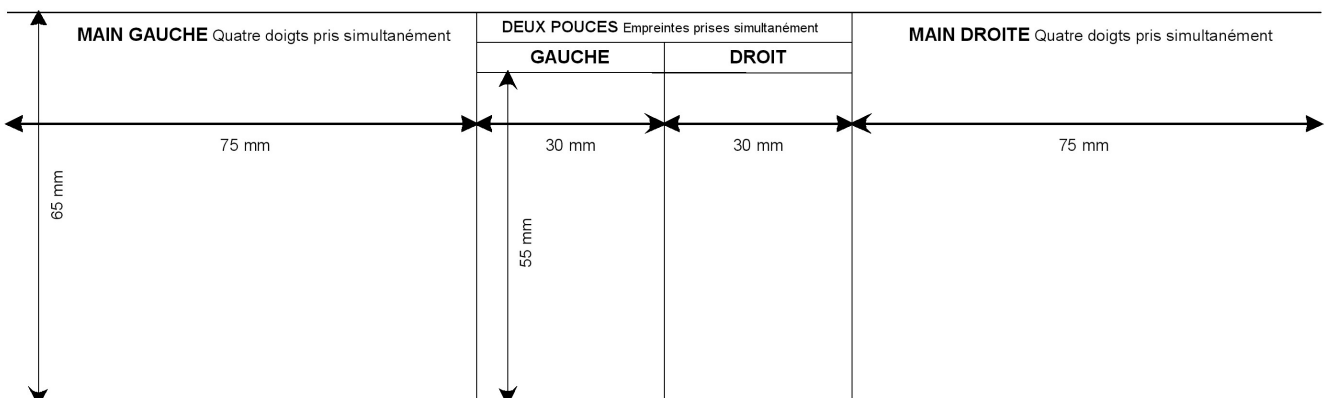 MAIN GAUCHE Quatre doigts pris simultanément
DEUX POUCES Empreintes prises simultanément
GAUCHE
DROIT
MAIN DROITE Quatre doigts pris simultanément
75 mm
30 mm
30 mm
75 mm
65 mm
55 mm